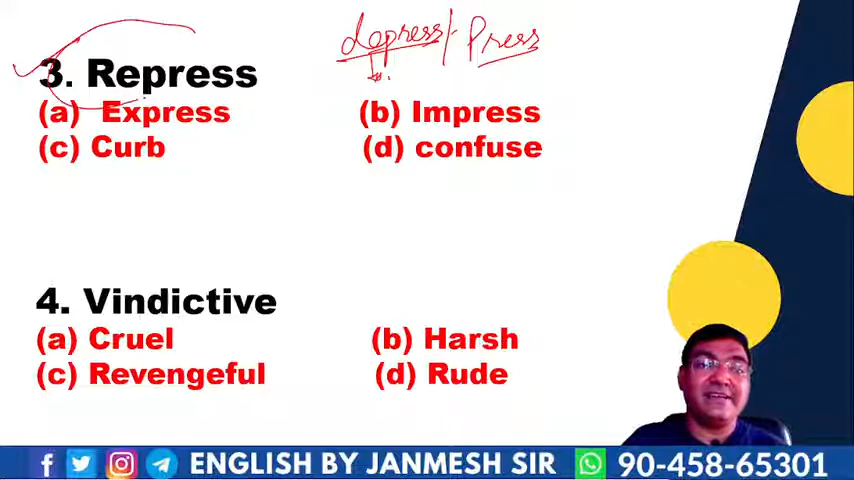 depress / Press
3. Repress
(a) Express (b) Impress
(c) Curb (d) confuse
4. Vindictive
(a) Cruel (b) Harsh
(c) Revengeful (d) Rude
ENGLISH BY JANMESH SIR 90-458-65301